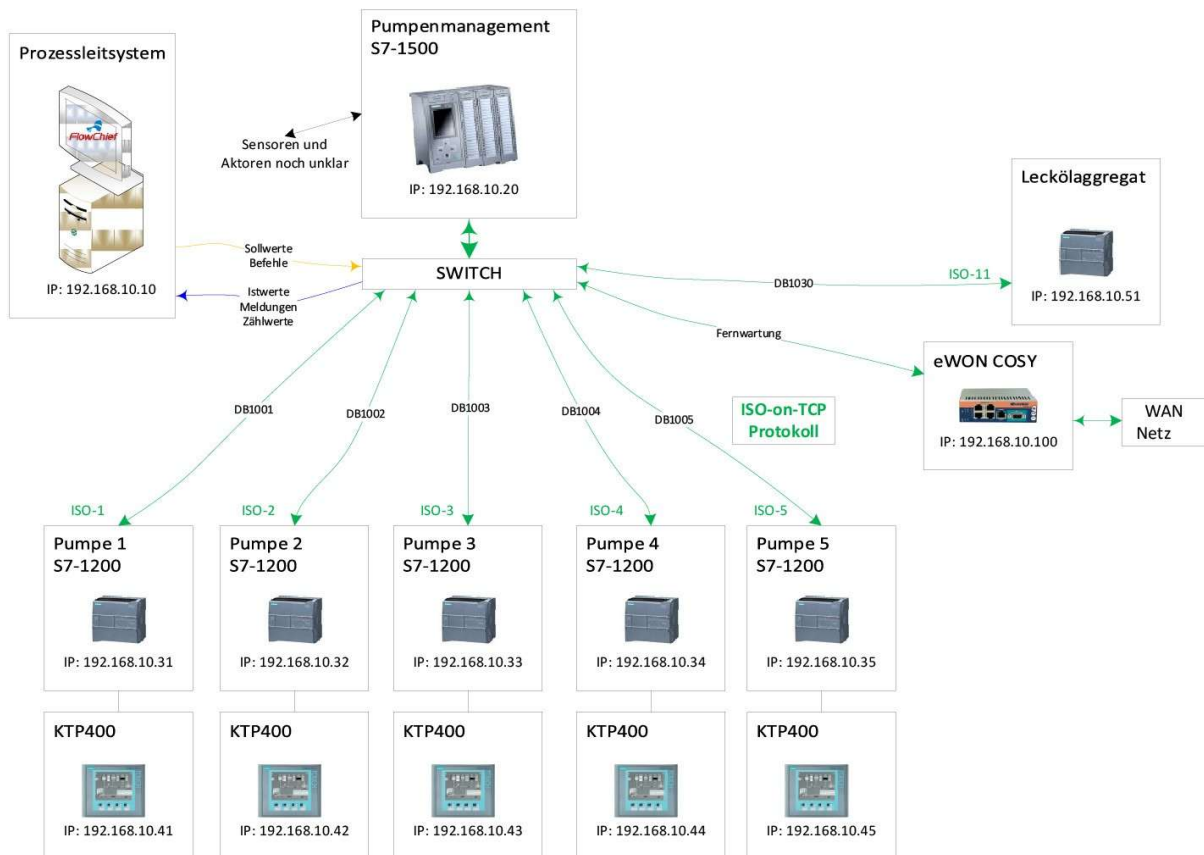 Prozessleitsystem
FlowChief
IP: 192.168.10.10
Pumpenmanagement
S7-1500
IP: 192.168.10.20
Sensoren und
Aktoren noch unklar
Sollwerte
Befehle
Istwerte
Meldungen
Zählwerte
SWITCH
DB1030
ISO-11
Leckölaggregat
IP: 192.168.10.51
Fernwartung
eWON COSY
IP: 192.168.10.100
WAN
Netz
ISO-on-TCP
Protokoll
DB1001
DB1002
DB1003
DB1004
DB1005
ISO-1
ISO-2
ISO-3
ISO-4
ISO-5
Pumpe 1
S7-1200
IP: 192.168.10.31
Pumpe 2
S7-1200
IP: 192.168.10.32
Pumpe 3
S7-1200
IP: 192.168.10.33
Pumpe 4
S7-1200
IP: 192.168.10.34
Pumpe 5
S7-1200
IP: 192.168.10.35
KTP400
IP: 192.168.10.41
KTP400
IP: 192.168.10.42
KTP400
IP: 192.168.10.43
KTP400
IP: 192.168.10.44
KTP400
IP: 192.168.10.45